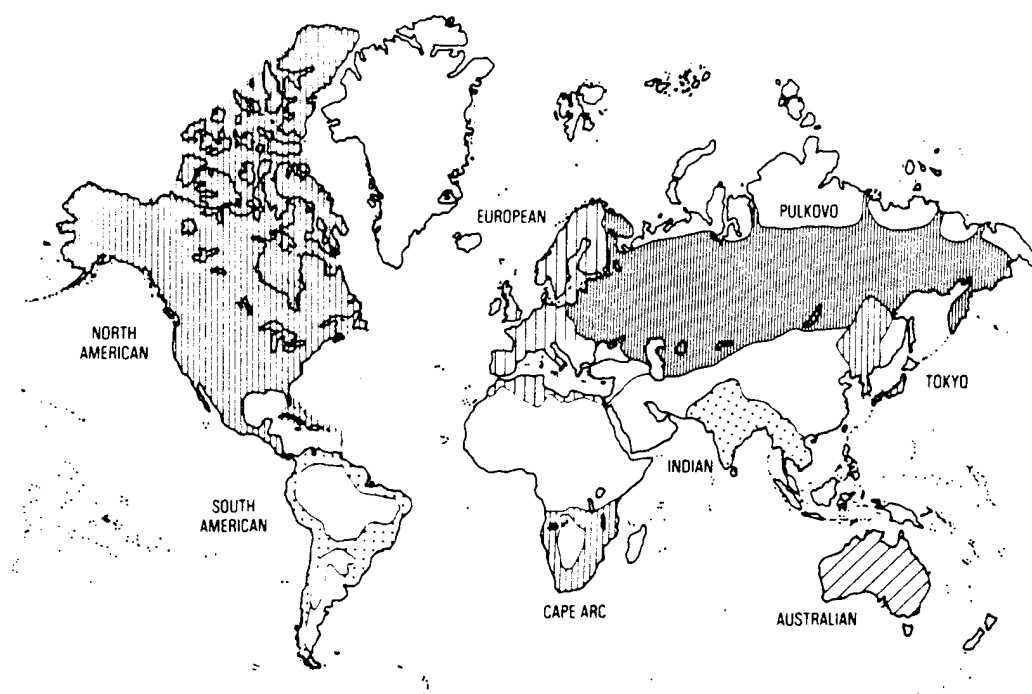 EUROPEAN
PULKOVO
NORTH
AMERICAN
TOKYO
INDIAN
SOUTH
AMERICAN
CAPE ARC
AUSTRALIAN